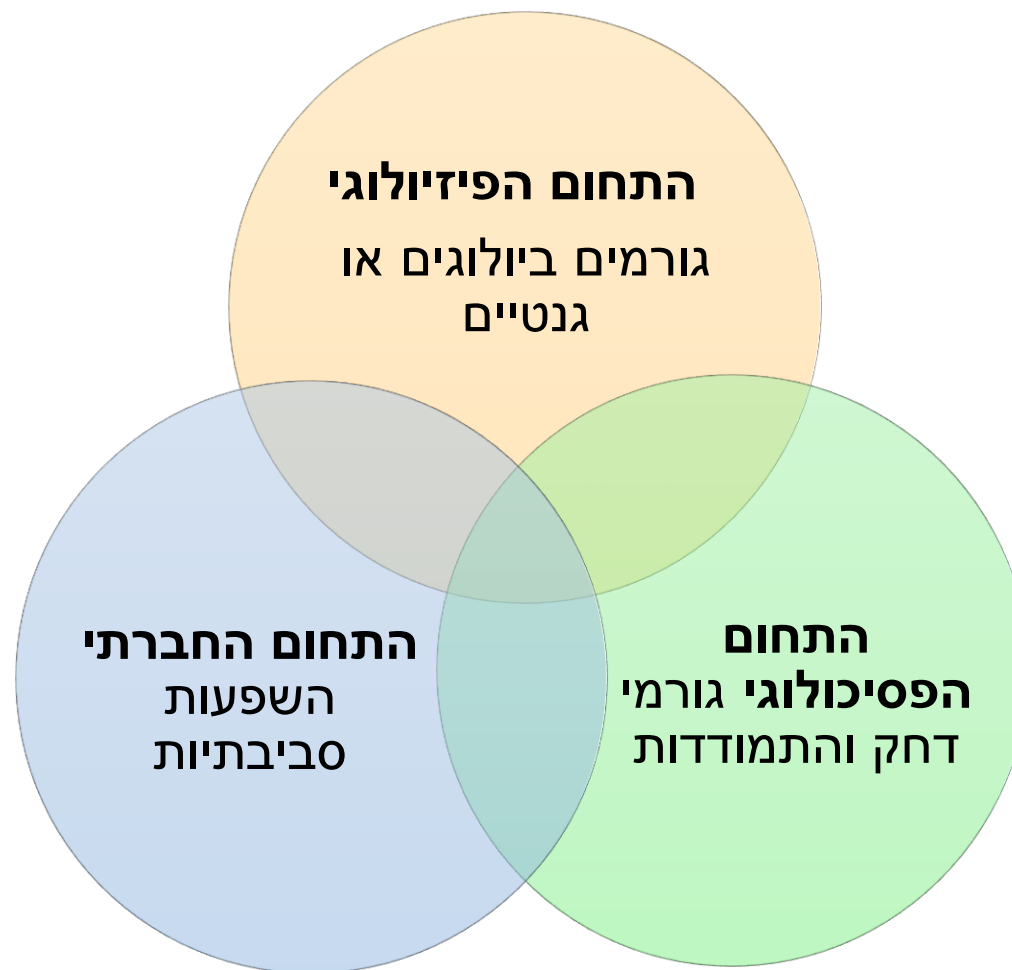 התחום הפיזיולוגי
גורמים ביולוגים או
גנטיים
התחום
הפסיכולוגי גורמי
דחק והתמודדות
התחום החברתי
השפעות
סביבתיות